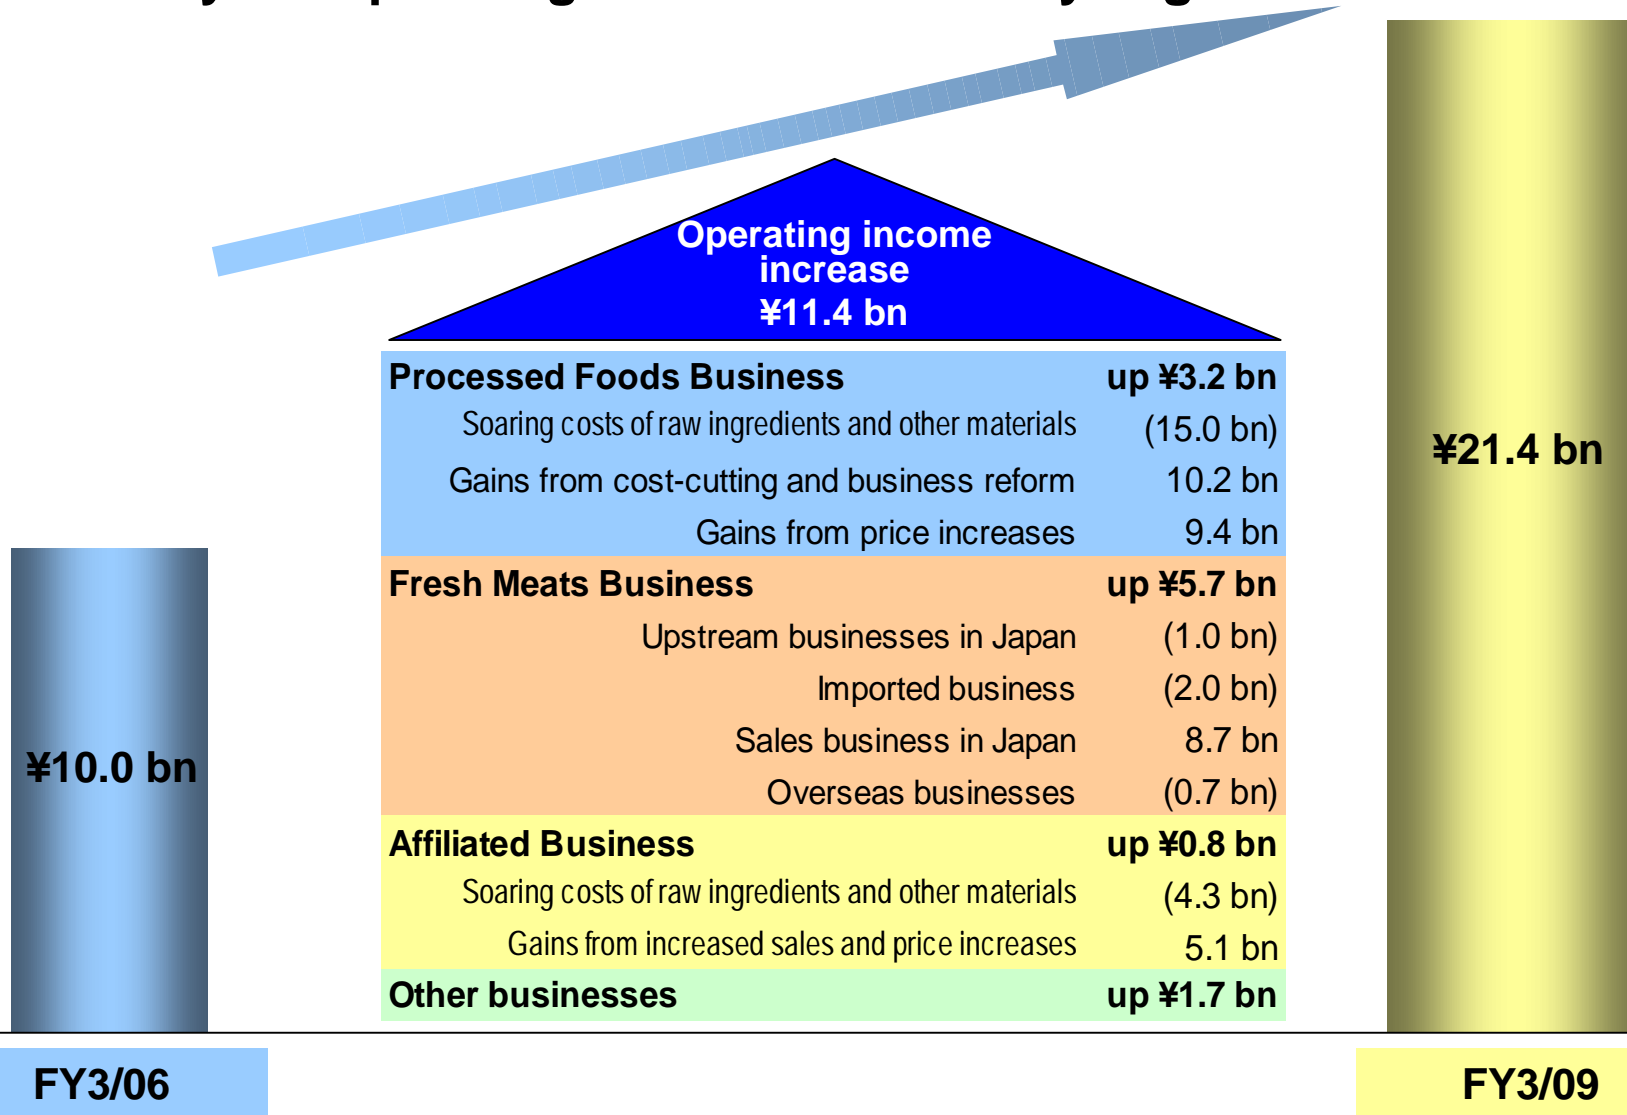 Operating income
increase
¥11.4 bn
Processed Foods Business up ¥3.2 bn
Soaring costs of raw ingredients and other materials (15.0 bn)
Gains from cost-cutting and business reform 10.2 bn
Gains from price increases 9.4 bn
Fresh Meats Business up ¥5.7 bn
Upstream businesses in Japan (1.0 bn)
Imported business (2.0 bn)
Sales business in Japan 8.7 bn
Overseas businesses (0.7 bn)
Affiliated Business up ¥0.8 bn
Soaring costs of raw ingredients and other materials (4.3 bn)
Gains from increased sales and price increases 5.1 bn
Other businesses up ¥1.7 bn
¥10.0 bn
¥21.4 bn
FY3/06
FY3/09